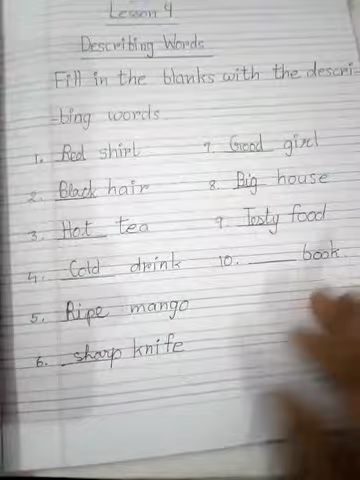 Lesson 4
Describing Words
Fill in the blanks with the descri-
-bing words
1. Red shirt
2. Black hair
3. Hot tea
4. Cold drink
5. Ripe mango
6. sharp knife
7. Good girl
8. Big house
9. Testy food
10. ______ book.